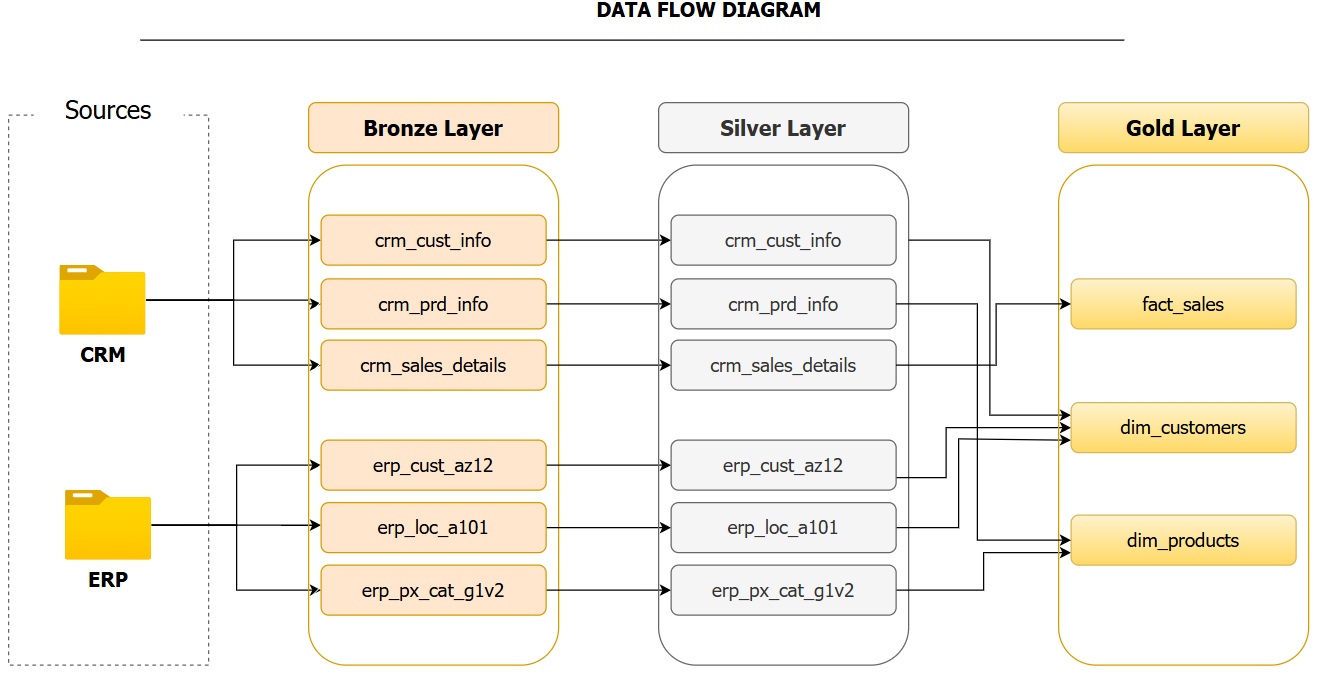 DATA FLOW DIAGRAM
Sources
CRM
ERP
Bronze Layer
crm_cust_info
crm_prd_info
crm_sales_details
erp_cust_az12
erp_loc_a101
erp_px_cat_g1v2
Silver Layer
crm_cust_info
crm_prd_info
crm_sales_details
erp_cust_az12
erp_loc_a101
erp_px_cat_g1v2
Gold Layer
fact_sales
dim_customers
dim_products